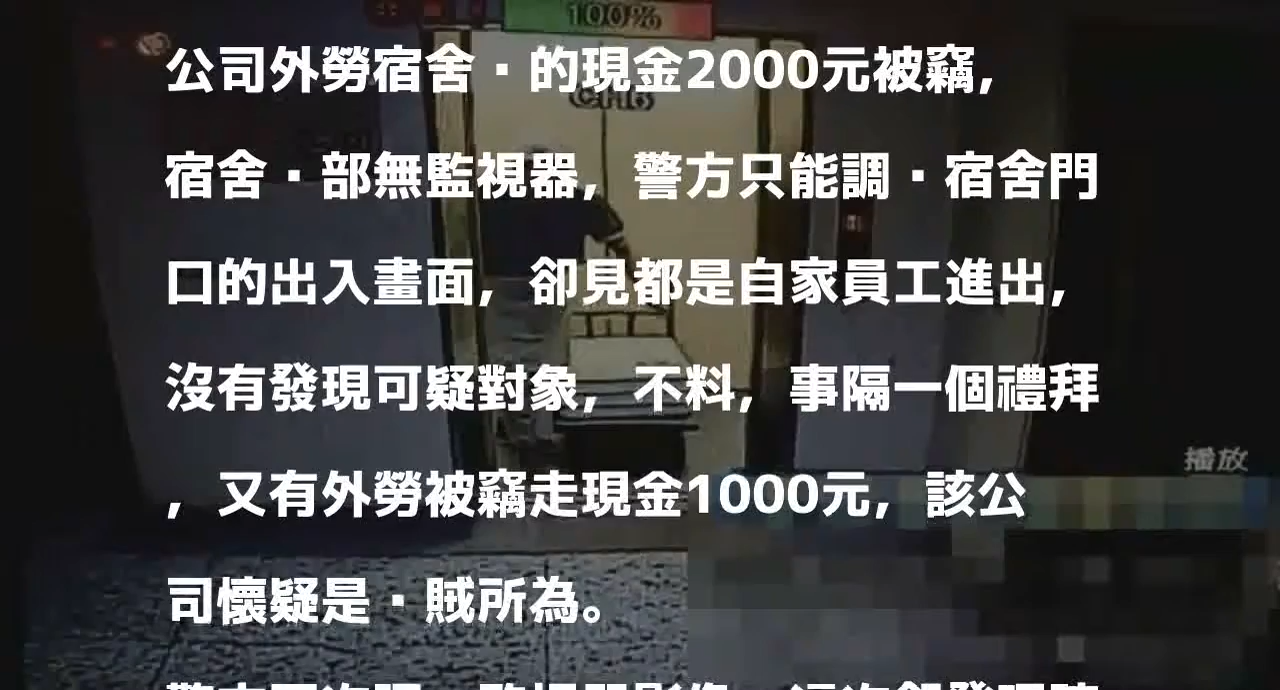 100%
CH6
公司外勞宿舍▪的現金2000元被竊,
宿舍▪部無監視器, 警方只能調▪宿舍門
口的出入畫面, 卻見都是自家員工進出,
沒有發現可疑對象, 不料, 事隔一個禮拜
, 又有外勞被竊走現金1000元, 該公
司懷疑是▪賊所為。
播放